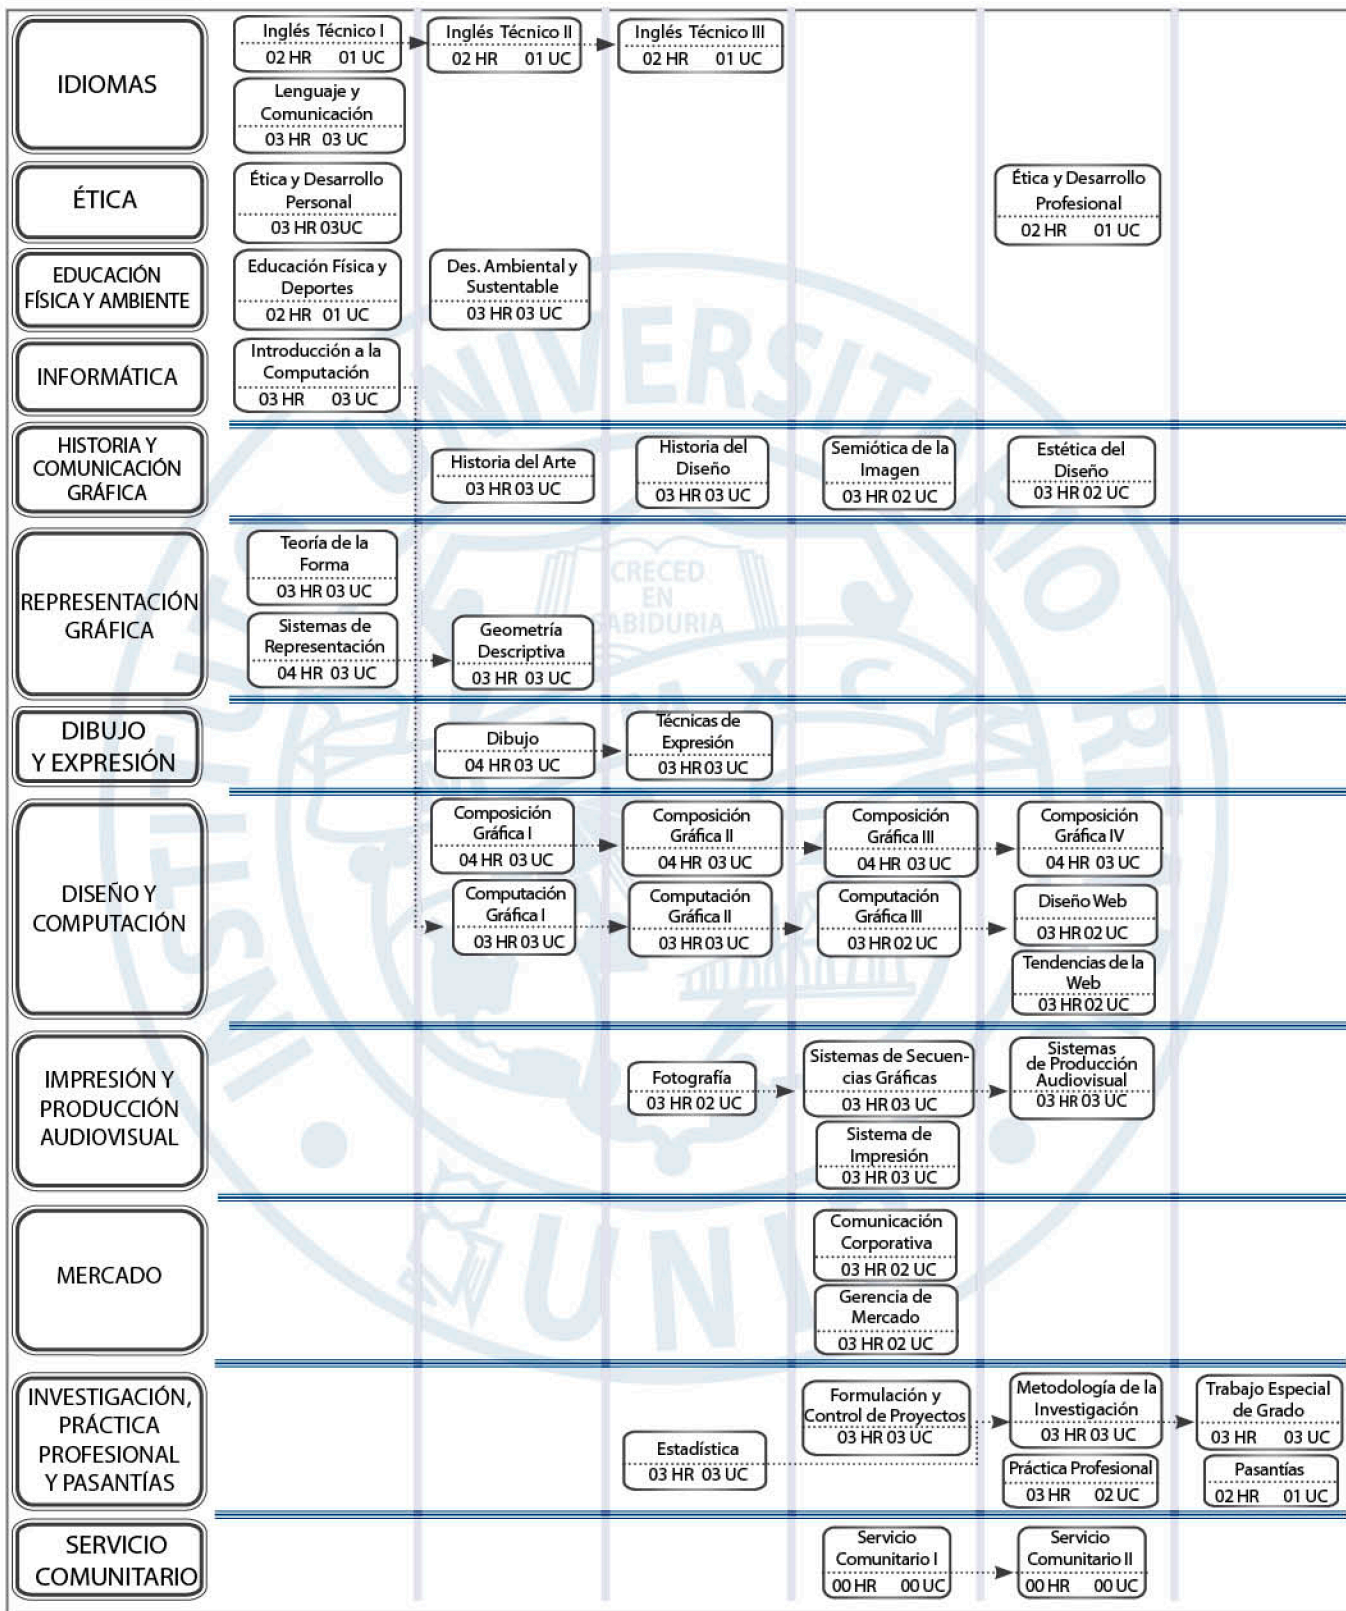 IDIOMAS
Inglés Técnico I
02 HR 01 UC
Inglés Técnico II
02 HR 01 UC
Inglés Técnico III
02 HR 01 UC
Lenguaje y
Comunicación
03 HR 03 UC
ÉTICA
Ética y Desarrollo
Personal
03 HR 03UC
Ética y Desarrollo
Profesional
02 HR 01 UC
EDUCACIÓN
FÍSICA Y AMBIENTE
Educación Física y
Deportes
02 HR 01 UC
Des. Ambiental y
Sustentable
03 HR 03 UC
INFORMÁTICA
Introducción a la
Computación
03 HR 03 UC
HISTORIA Y
COMUNICACIÓN
GRÁFICA
Historia del Arte
03 HR 03 UC
Historia del
Diseño
03 HR 03 UC
Semiótica de la
Imagen
03 HR 02 UC
Estética del
Diseño
03 HR 02 UC
REPRESENTACIÓN
GRÁFICA
Teoría de la
Forma
03 HR 03 UC
Sistemas de
Representación
04 HR 03 UC
Geometría
Descriptiva
03 HR 03 UC
DIBUJO
Y EXPRESIÓN
Dibujo
04 HR 03 UC
Técnicas de
Expresión
03 HR 03 UC
DISEÑO Y
COMPUTACIÓN
Composición
Gráfica I
04 HR 03 UC
Composición
Gráfica II
04 HR 03 UC
Composición
Gráfica III
04 HR 03 UC
Composición
Gráfica IV
04 HR 03 UC
Computación
Gráfica I
03 HR 03 UC
Computación
Gráfica II
03 HR 03 UC
Computación
Gráfica III
03 HR 02 UC
Diseño Web
03 HR 02 UC
Tendencias de la
Web
03 HR 02 UC
IMPRESIÓN Y
PRODUCCIÓN
AUDIOVISUAL
Fotografía
03 HR 02 UC
Sistemas de Secuen-
cias Gráficas
03 HR 03 UC
Sistemas
de Producción
Audiovisual
03 HR 03 UC
Sistema de
Impresión
03 HR 03 UC
MERCADO
Comunicación
Corporativa
03 HR 02 UC
Gerencia de
Mercado
03 HR 02 UC
INVESTIGACIÓN,
PRÁCTICA
PROFESIONAL
Y PASANTÍAS
Estadística
03 HR 03 UC
Formulación y
Control de Proyectos
03 HR 03 UC
Metodología de la
Investigación
03 HR 03 UC
Trabajo Especial
de Grado
03 HR 03 UC
Práctica Profesional
03 HR 02 UC
Pasantías
02 HR 01 UC
SERVICIO
COMUNITARIO
Servicio
Comunitario I
00 HR 00 UC
Servicio
Comunitario II
00 HR 00 UC
CRECED
EN
SABIDURIA